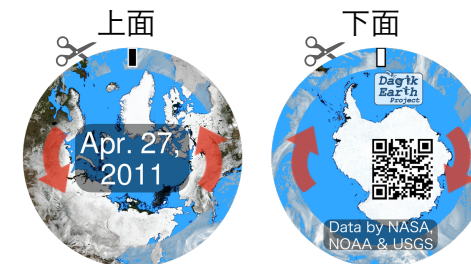 上面
下面
Dagik
Earth
Project
Apr. 27,
2011
Data by NASA,
NOAA & USGS